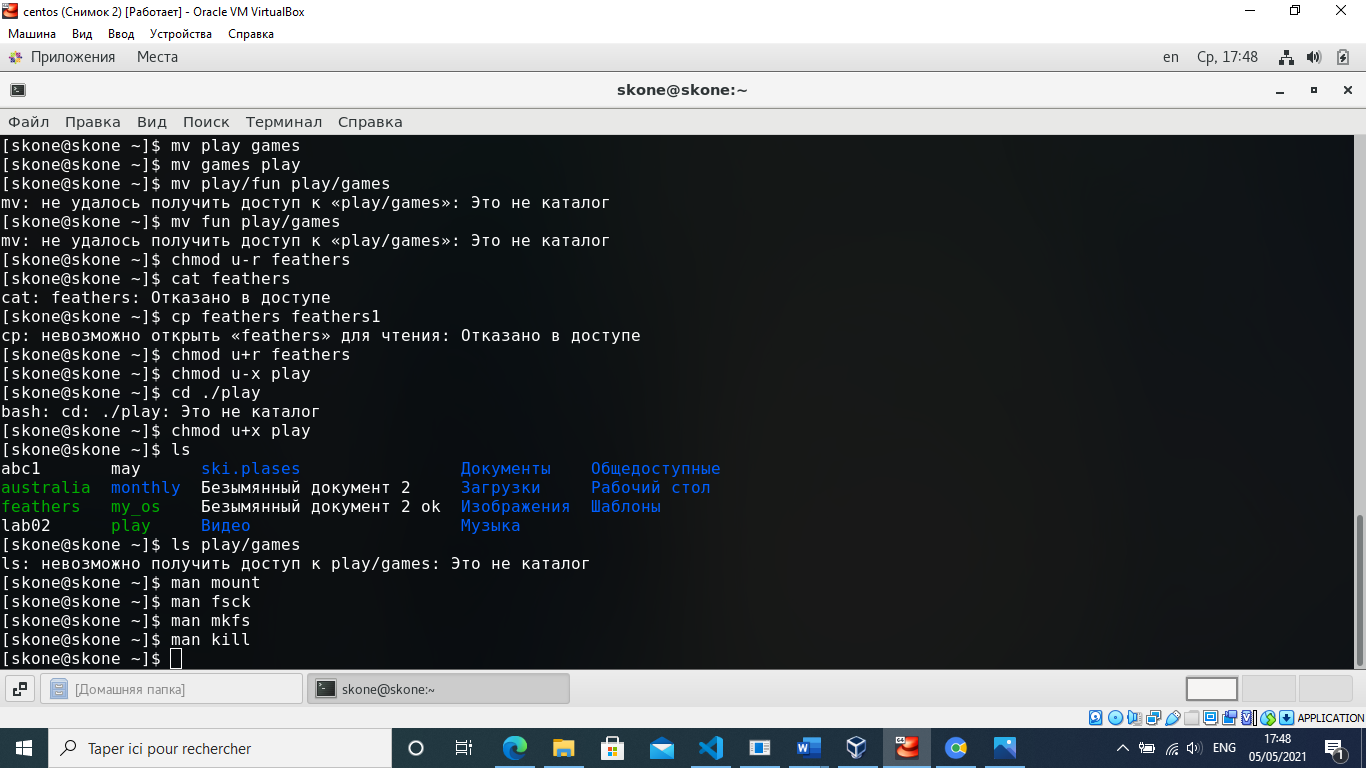 centos (Снимок 2) [Работает] - Oracle VM VirtualBox
Машина Вид Ввод Устройства Справка
Приложения Места en Ср, 17:48
skone@skone:~
Файл Правка Вид Поиск Терминал Справка
[skone@skone ~]$ mv play games
[skone@skone ~]$ mv games play
[skone@skone ~]$ mv play/fun play/games
mv: не удалось получить доступ к «play/games»: Это не каталог
[skone@skone ~]$ mv fun play/games
mv: не удалось получить доступ к «play/games»: Это не каталог
[skone@skone ~]$ chmod u-r feathers
[skone@skone ~]$ cat feathers
cat: feathers: Отказано в доступе
[skone@skone ~]$ cp feathers feathers1
cp: невозможно открыть «feathers» для чтения: Отказано в доступе
[skone@skone ~]$ chmod u+r feathers
[skone@skone ~]$ chmod u-x play
[skone@skone ~]$ cd ./play
bash: cd: ./play: Это не каталог
[skone@skone ~]$ chmod u+x play
[skone@skone ~]$ ls
abc1 may ski.plases Документы Общедоступные
australia monthly Безымянный документ 2 Загрузки Рабочий стол
feathers my_os Безымянный документ 2 ok Изображения Шаблоны
lab02 play Видео Музыка
[skone@skone ~]$ ls play/games
ls: невозможно получить доступ к play/games: Это не каталог
[skone@skone ~]$ man mount
[skone@skone ~]$ man fsck
[skone@skone ~]$ man mkfs
[skone@skone ~]$ man kill
[skone@skone ~]$
[Домашняя папка] skone@skone:~
APPLICATION
Taper ici pour rechercher ENG 17:48
05/05/2021 1